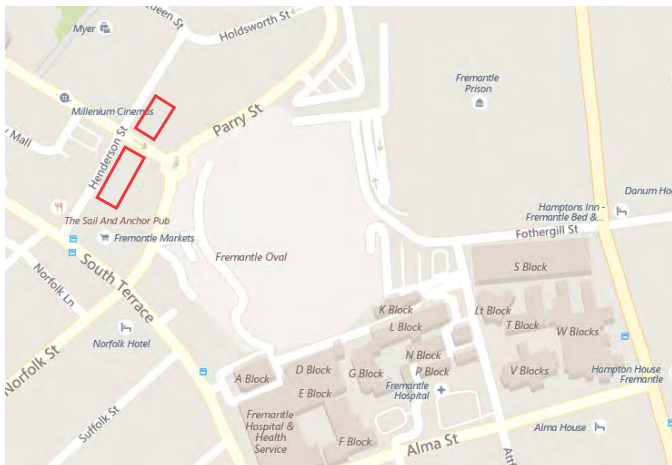 ueen St
Holdsworth St
Myer
Fremantle
Prison
Millenium Cinemas
Parry St
y Mall
Henderson St
The Sail And Anchor Pub
Fremantle Markets
Fremantle Oval
Danum Ho
Hamptons Inn -
Fremantle Bed &...
Fothergill St
South Terrace
Norfolk Ln
S Block
Norfolk St
Norfolk Hotel
K Block
L Block
Lt Block
T Block
W Blocks
A Block
D Block
G Block
N Block
P Block
V Blocks
Hampton House
Fremantle
E Block
Fremantle
Hospital
Suffolk St
Fremantle
Hospital &
Health
Service
F Block
Alma St
Alma House
Attf